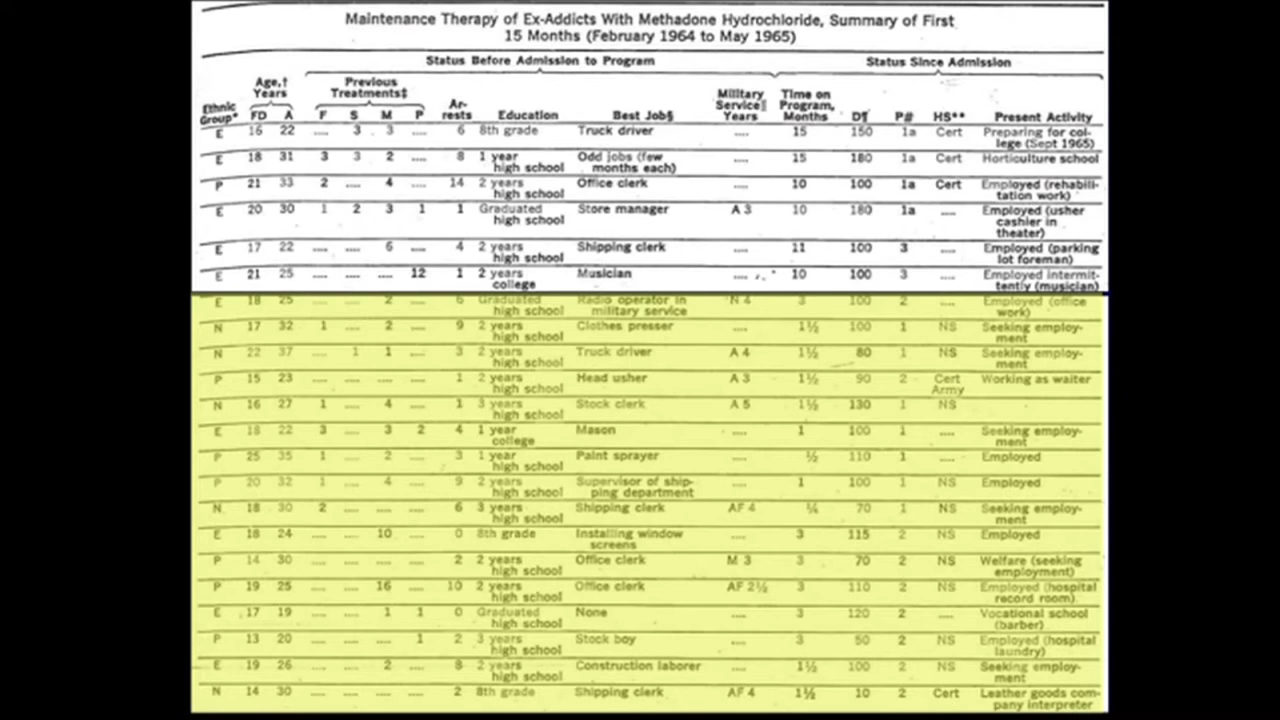 Maintenance Therapy of Ex-Addicts With Methadone Hydrochloride, Summary of First
15 Months (February 1964 to May 1965)
Status Before Admission to Program Status Since Admission
Age,† Years Previous Treatments‡ Military Service‖ Time on Program,
Ethnic Group* FD A F S M P Ar-rests Education Best Job§ Years Months D¶ P# HS** Present Activity
E 16 22 .... 3 3 .... 6 8th grade Truck driver .... 15 150 1a Cert Preparing for col-
lege (Sept 1965)
E 18 31 3 3 2 .... 8 1 year Odd jobs (few .... 15 180 1a Cert Horticulture school
high school months each)
P 21 33 2 .... 4 .... 14 2 years Office clerk .... 10 100 1a Cert Employed (rehabili-
high school tation work)
E 20 30 1 2 3 1 1 Graduated Store manager A 3 10 180 1a .... Employed (usher
high school cashier in
theater)
E 17 22 .... .... 6 .... 4 2 years Shipping clerk .... 11 100 3 .... Employed (parking
high school lot foreman)
E 21 25 .... .... .... 12 1 2 years Musician .... 10 100 3 .... Employed intermit-
college tently (musician)
E 18 25 .... .... 2 .... 6 Graduated Radio operator in N 4 3 100 2 .... Employed (office
high school military service work)
N 17 32 1 .... 2 .... 9 2 years Clothes presser .... 1½ 100 1 NS Seeking employ-
high school ment
N 22 37 .... 1 1 .... 3 2 years Truck driver A 4 1½ 80 1 NS Seeking employ-
high school ment
P 15 23 .... .... .... .... 1 2 years Head usher A 3 1½ 90 2 Cert Working as waiter
high school Army
N 16 27 1 .... 4 .... 1 3 years Stock clerk A 5 1½ 130 1 NS
high school
E 18 22 3 .... 3 2 4 1 year Mason .... 1 100 1 .... Seeking employ-
college ment
P 25 35 1 .... 2 .... 3 1 year Paint sprayer .... ½ 110 1 .... Employed
high school
P 20 32 1 .... 4 .... 9 2 years Supervisor of ship- .... 1 100 1 NS Employed
high school ping department
N 18 30 2 .... .... .... 6 3 years Shipping clerk AF 4 70 1 NS Seeking employ-
high school ment
E 18 24 .... .... 10 .... 0 8th grade Installing window .... 3 115 2 NS Employed
screens
P 14 30 .... .... .... .... 2 2 years Office clerk M 3 3 70 2 NS Welfare (seeking
high school employment)
P 19 25 .... .... 16 .... 10 2 years Office clerk AF 2½ 3 110 2 NS Employed (hospital
high school record room)
E 17 19 .... .... 1 1 0 Graduated None .... 3 120 2 .... Vocational school
high school (barber)
P 13 20 .... .... .... 1 2 3 years Stock boy .... 3 50 2 NS Employed (hospital
high school laundry)
E 19 26 .... .... 2 .... 8 2 years Construction laborer .... 1½ 100 2 NS Seeking employ-
high school ment
N 14 30 .... .... .... .... 2 8th grade Shipping clerk AF 4 1½ 10 2 Cert Leather goods com-
pany interpreter